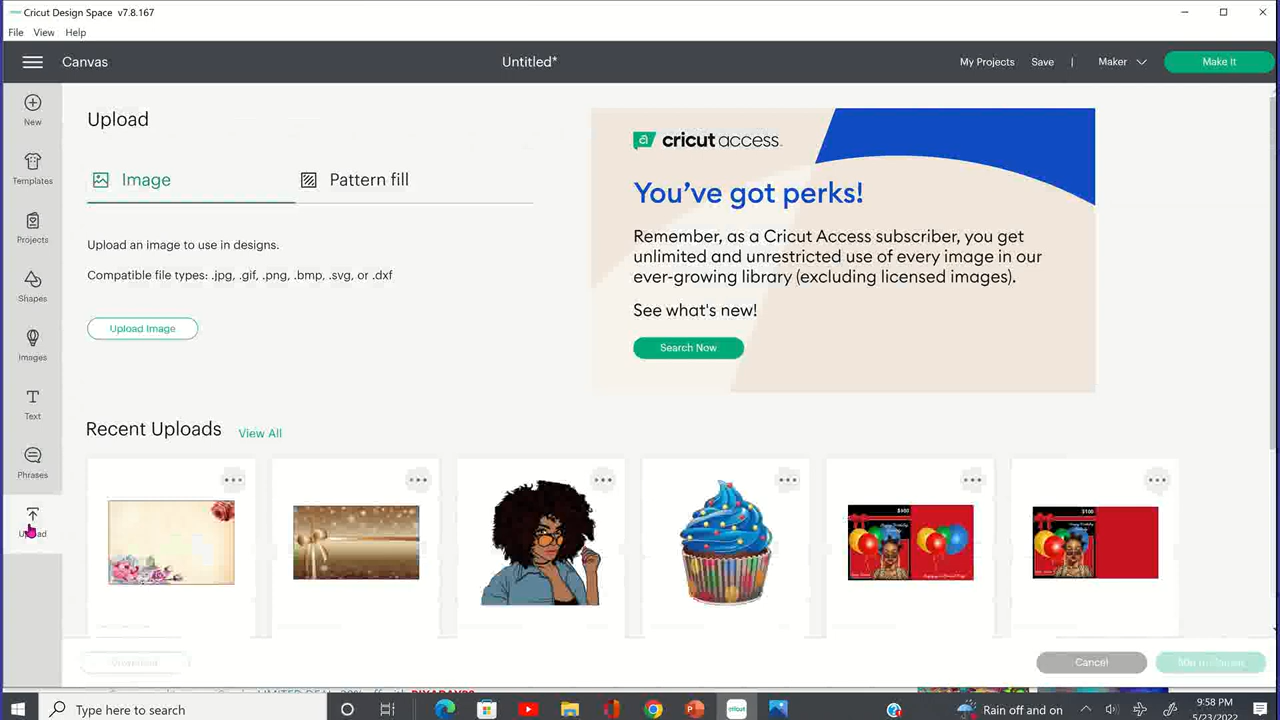 Cricut Design Space v7.8.167
File View Help
Canvas
Untitled*
My Projects Save | Maker
Make It
New
Templates
Projects
Shapes
Images
Text
Phrases
Upload
Upload
Image
Pattern fill
Upload an image to use in designs.
Compatible file types: .jpg, .gif, .png, .bmp, .svg, or .dxf
Upload Image
cricut access.
You've got perks!
Remember, as a Cricut Access subscriber, you get
unlimited and unrestricted use of every image in our
ever-growing library (excluding licensed images).
See what's new!
Search Now
Recent Uploads View All
$100
Cancel
Type here to search
cricut
Rain off and on
9:58 PM
5/23/2022